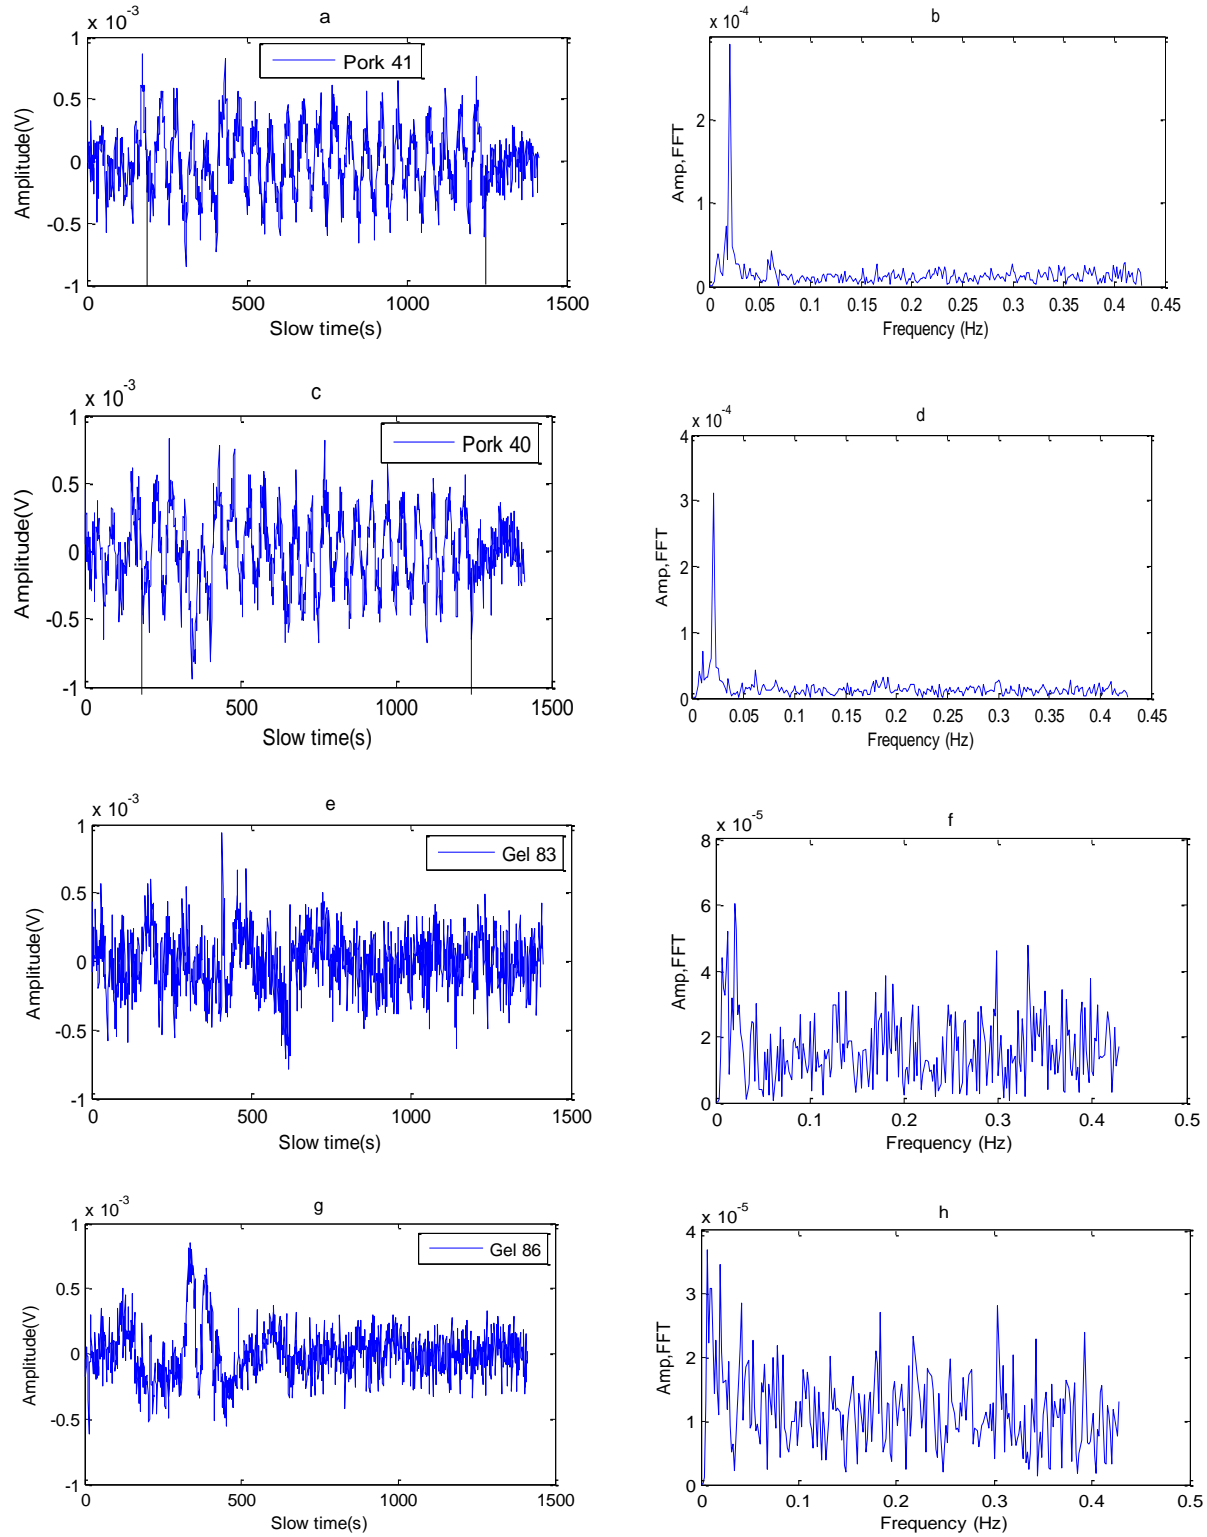 a
x 10-3
Pork 41
1
0.5
0
-0.5
-1
Amplitude(V)
0 500 1000 1500
Slow time(s)
b
x 10-4
2
1
0
Amp,FFT
0 0.05 0.1 0.15 0.2 0.25 0.3 0.35 0.4 0.45
Frequency (Hz)
c
x 10-3
Pork 40
1
0.5
0
-0.5
-1
Amplitude(V)
0 500 1000 1500
Slow time(s)
d
x 10-4
4
3
2
1
0
Amp,FFT
0 0.05 0.1 0.15 0.2 0.25 0.3 0.35 0.4 0.45
Frequency (Hz)
e
x 10-3
Gel 83
1
0.5
0
-0.5
-1
Amplitude(V)
0 500 1000 1500
Slow time(s)
f
x 10-5
8
6
4
2
0
Amp,FFT
0 0.1 0.2 0.3 0.4 0.5
Frequency (Hz)
g
x 10-3
Gel 86
1
0.5
0
-0.5
-1
Amplitude(V)
0 500 1000 1500
Slow time(s)
h
x 10-5
4
3
2
1
0
Amp,FFT
0 0.1 0.2 0.3 0.4 0.5
Frequency (Hz)